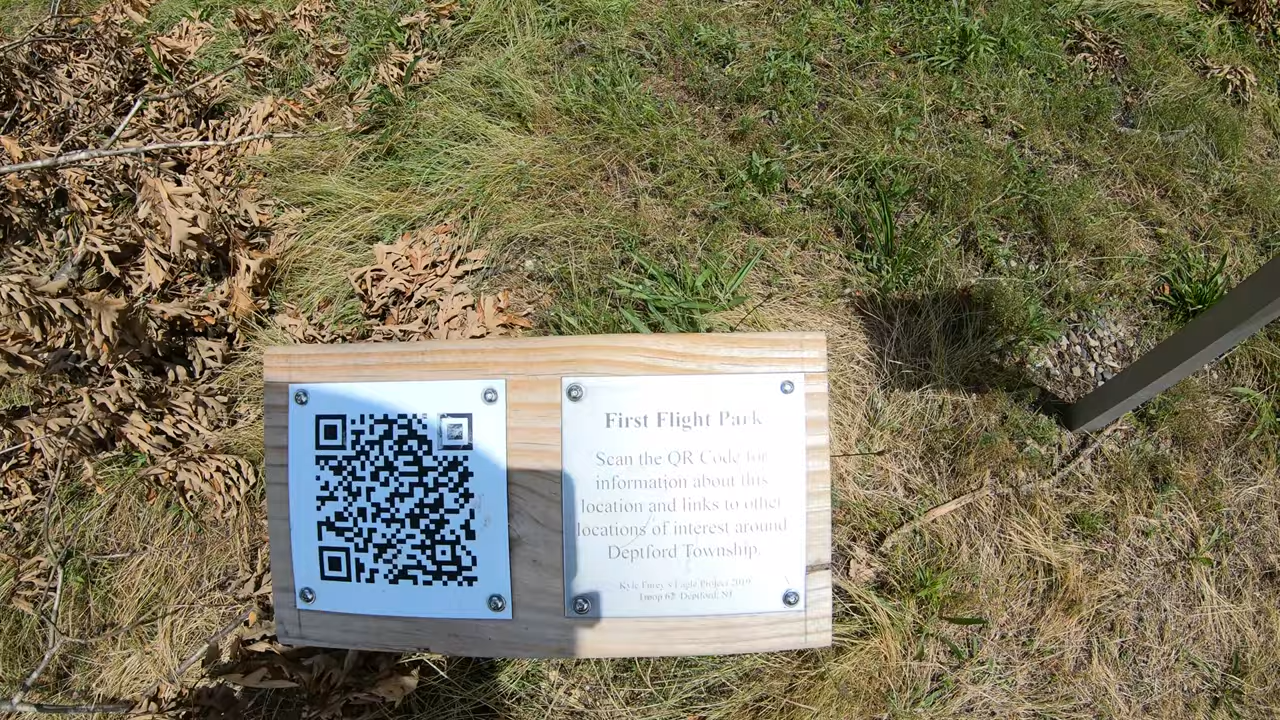 First Flight Park
Scan the QR Code for
information about this
location and links to other
locations of interest around
Deptford Township.
Kyle Furey's Eagle Project 2019
Troop 62 Deptford, NJ